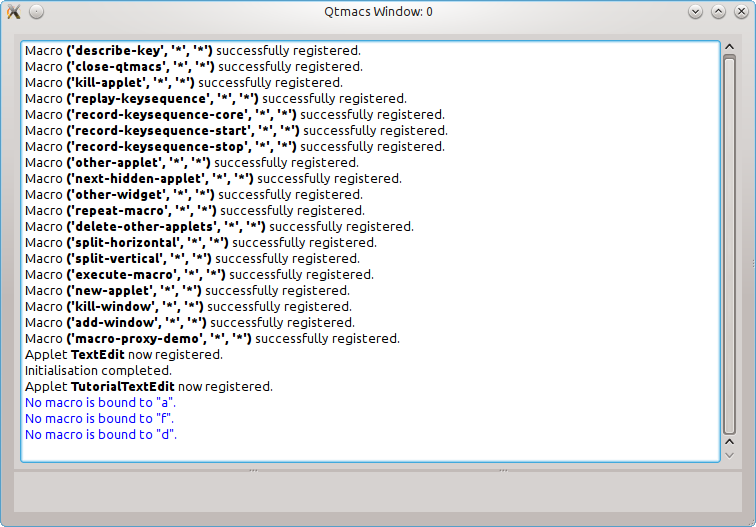 Qtmacs Window: 0
Macro ('describe-key', '*', '*') successfully registered.
Macro ('close-qtmacs', '*', '*') successfully registered.
Macro ('kill-applet', '*', '*') successfully registered.
Macro ('replay-keysequence', '*', '*') successfully registered.
Macro ('record-keysequence-core', '*', '*') successfully registered.
Macro ('record-keysequence-start', '*', '*') successfully registered.
Macro ('record-keysequence-stop', '*', '*') successfully registered.
Macro ('other-applet', '*', '*') successfully registered.
Macro ('next-hidden-applet', '*', '*') successfully registered.
Macro ('other-widget', '*', '*') successfully registered.
Macro ('repeat-macro', '*', '*') successfully registered.
Macro ('delete-other-applets', '*', '*') successfully registered.
Macro ('split-horizontal', '*', '*') successfully registered.
Macro ('split-vertical', '*', '*') successfully registered.
Macro ('execute-macro', '*', '*') successfully registered.
Macro ('new-applet', '*', '*') successfully registered.
Macro ('kill-window', '*', '*') successfully registered.
Macro ('add-window', '*', '*') successfully registered.
Macro ('macro-proxy-demo', '*', '*') successfully registered.
Applet TextEdit now registered.
Initialisation completed.
Applet TutorialTextEdit now registered.
No macro is bound to "a".
No macro is bound to "f".
No macro is bound to "d".